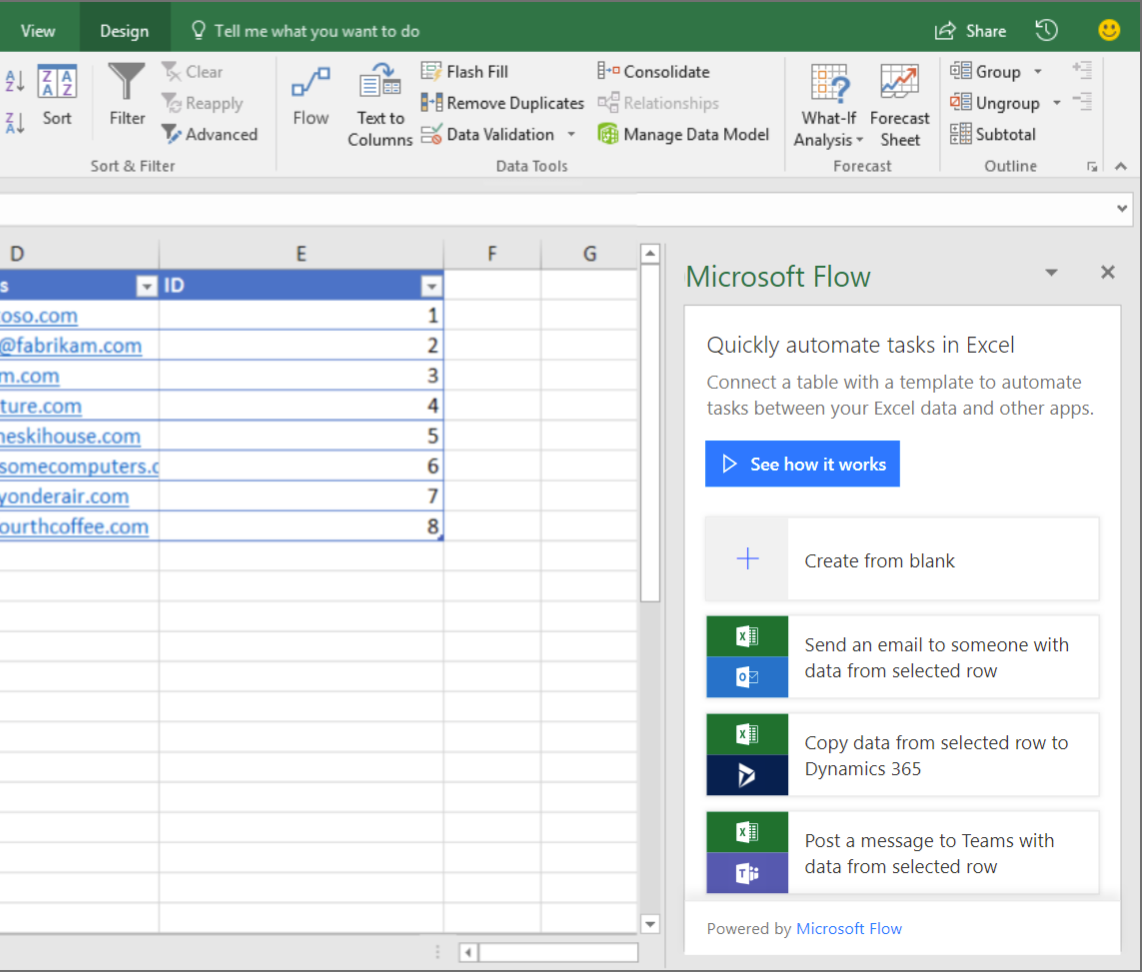 View
Design
Tell me what you want to do
Share
Sort
Filter
Clear
Reapply
Advanced
Sort & Filter
Flow
Text to
Columns
Flash Fill
Remove Duplicates
Data Validation
Consolidate
Relationships
Manage Data Model
Data Tools
What-If
Analysis
Forecast
Sheet
Forecast
Group
Ungroup
Subtotal
Outline
D E F G
s ID
oso.com 1
@fabrikam.com 2
m.com 3
ture.com 4
neskihouse.com 5
somecomputers.c 6
yonderair.com 7
ourthcoffee.com 8
Microsoft Flow
Quickly automate tasks in Excel
Connect a table with a template to automate
tasks between your Excel data and other apps.
See how it works
Create from blank
Send an email to someone with
data from selected row
Copy data from selected row to
Dynamics 365
Post a message to Teams with
data from selected row
Powered by Microsoft Flow